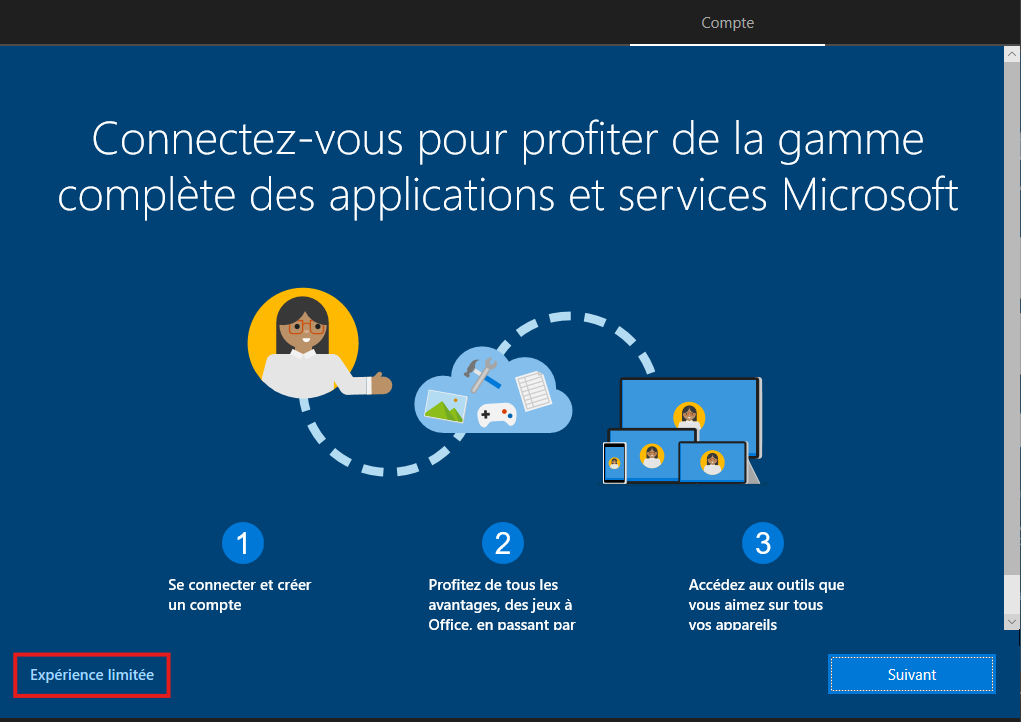 Compte
Connectez-vous pour profiter de la gamme
complète des applications et services Microsoft
1
Se connecter et créer
un compte
2
Profitez de tous les
avantages, des jeux à
Office, en passant par
3
Accédez aux outils que
vous aimez sur tous
vos appareils
Expérience limitée
Suivant